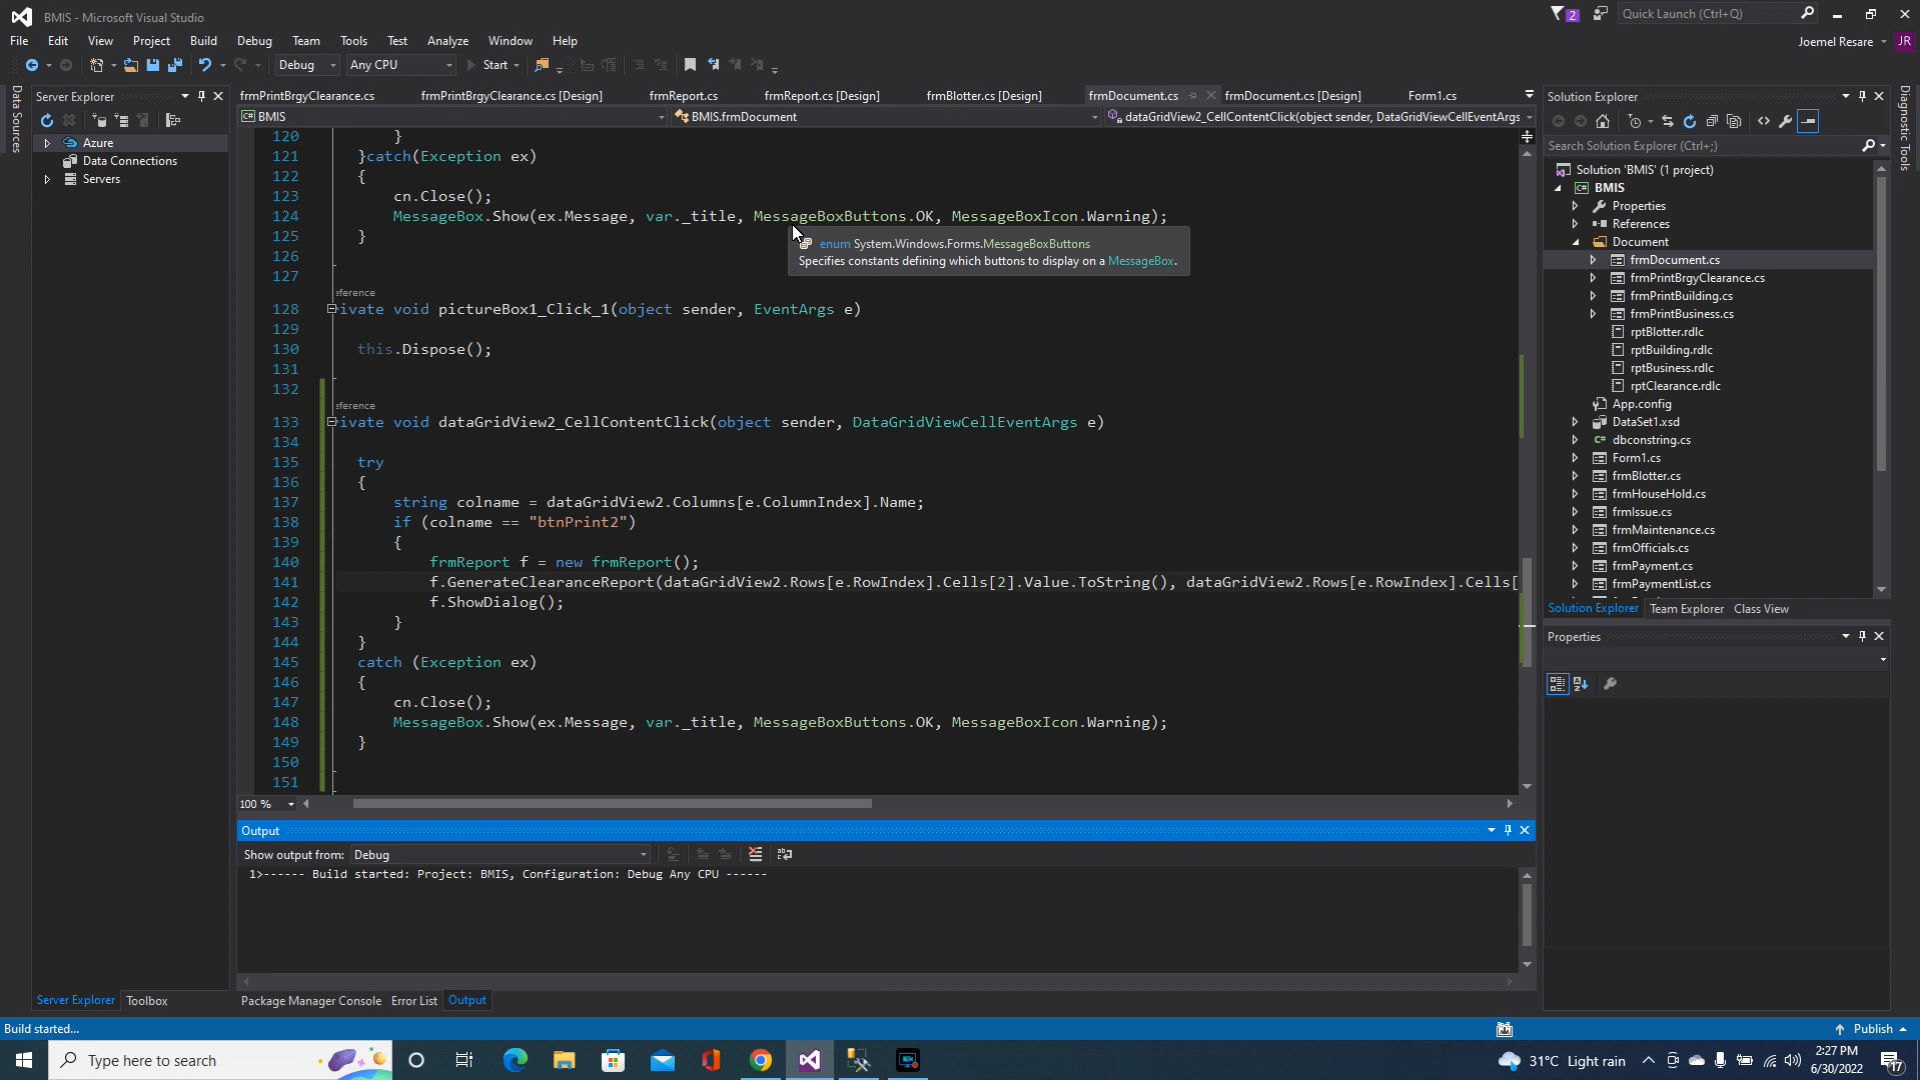 BMIS - Microsoft Visual Studio
2
Quick Launch (Ctrl+Q)
File Edit View Project Build Debug Team Tools Test Analyze Window Help
Joemel Resare JR
Debug Any CPU Start
Data Sources
Server Explorer
Azure
Data Connections
Servers
frmPrintBrgyClearance.cs frmPrintBrgyClearance.cs [Design] frmReport.cs frmReport.cs [Design] frmBlotter.cs [Design] frmDocument.cs frmDocument.cs [Design] Form1.cs
BMIS BMIS.frmDocument dataGridView2_CellContentClick(object sender, DataGridViewCellEventArgs
120 }
121 }catch(Exception ex)
122 {
123 cn.Close();
124 MessageBox.Show(ex.Message, var._title, MessageBoxButtons.OK, MessageBoxIcon.Warning);
125 }
126
127
enum System.Windows.Forms.MessageBoxButtons
Specifies constants defining which buttons to display on a MessageBox.
eference
128 ivate void pictureBox1_Click_1(object sender, EventArgs e)
129
130 this.Dispose();
131
132
eference
133 ivate void dataGridView2_CellContentClick(object sender, DataGridViewCellEventArgs e)
134
135 try
136 {
137 string colname = dataGridView2.Columns[e.ColumnIndex].Name;
138 if (colname == "btnPrint2")
139 {
140 frmReport f = new frmReport();
141 f.GenerateClearanceReport(dataGridView2.Rows[e.RowIndex].Cells[2].Value.ToString(), dataGridView2.Rows[e.RowIndex].Cells[
142 f.ShowDialog();
143 }
144 }
145 catch (Exception ex)
146 {
147 cn.Close();
148 MessageBox.Show(ex.Message, var._title, MessageBoxButtons.OK, MessageBoxIcon.Warning);
149 }
150
151
100 %
Output
Show output from: Debug
1>------ Build started: Project: BMIS, Configuration: Debug Any CPU ------
Server Explorer Toolbox
Package Manager Console Error List Output
Solution Explorer
Search Solution Explorer (Ctrl+;)
Solution 'BMIS' (1 project)
BMIS
Properties
References
Document
frmDocument.cs
frmPrintBrgyClearance.cs
frmPrintBuilding.cs
frmPrintBusiness.cs
rptBlotter.rdlc
rptBuilding.rdlc
rptBusiness.rdlc
rptClearance.rdlc
App.config
DataSet1.xsd
dbconstring.cs
Form1.cs
frmBlotter.cs
frmHouseHold.cs
frmIssue.cs
frmMaintenance.cs
frmOfficials.cs
frmPayment.cs
frmPaymentList.cs
Solution Explorer Team Explorer Class View
Properties
Diagnostic Tools
Build started...
Publish
Type here to search
31°C Light rain
2:27 PM
6/30/2022
17